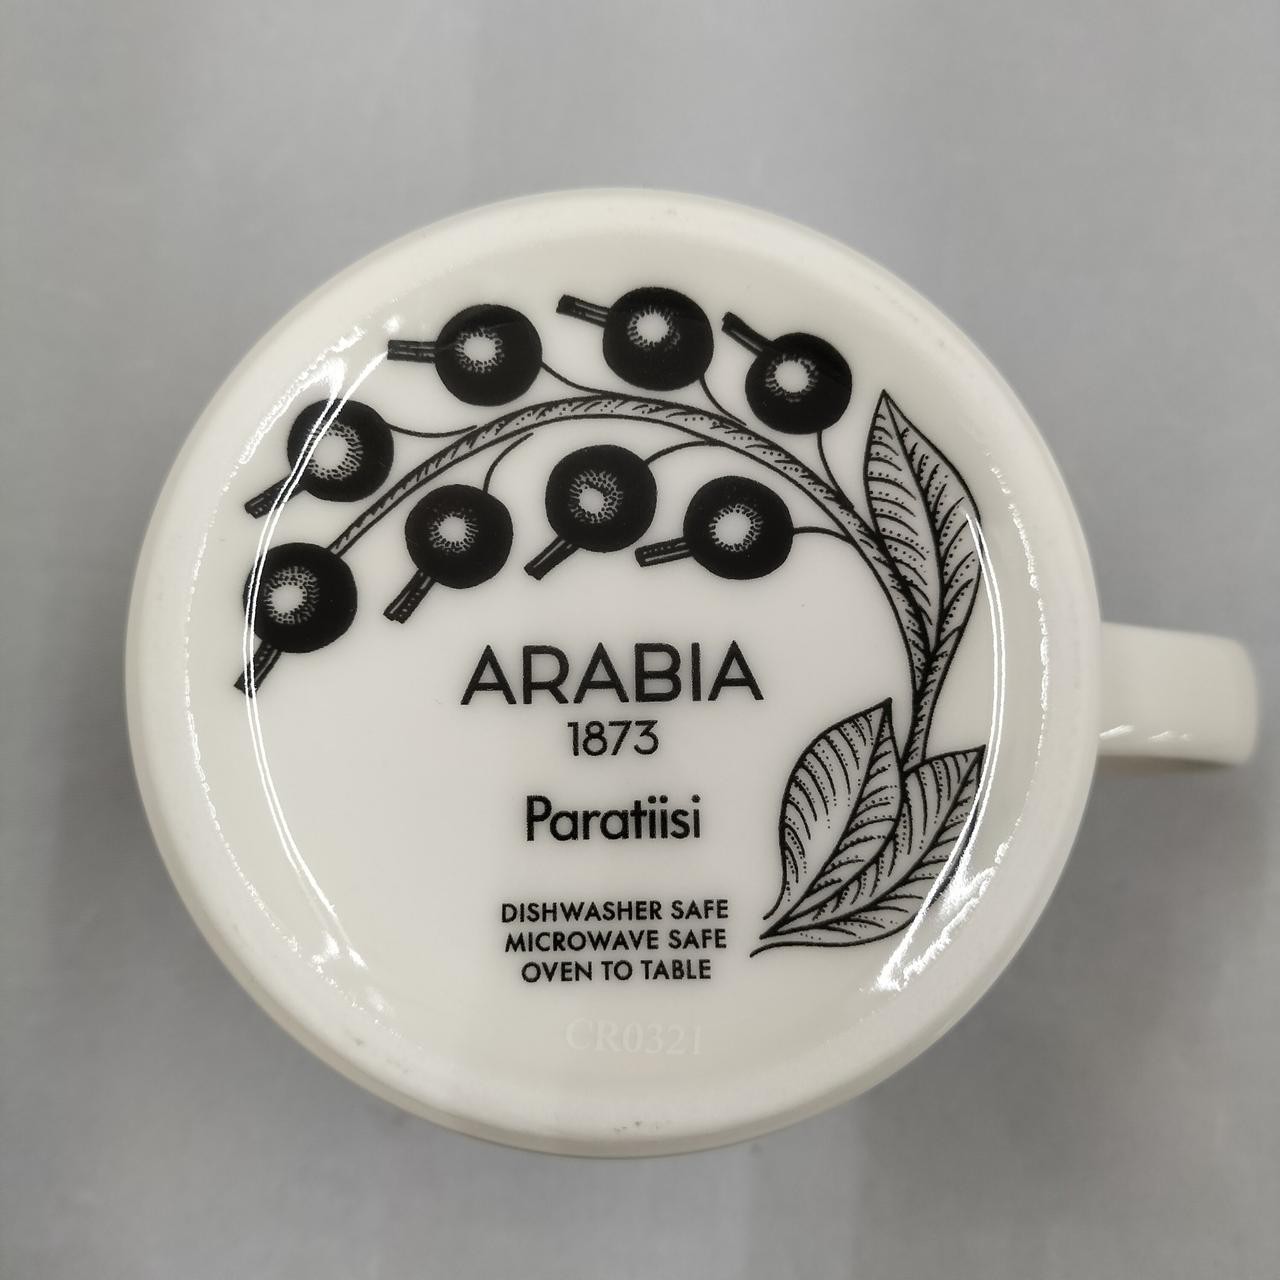 ARABIA
1873
Paratiisi
DISHWASHER SAFE
MICROWAVE SAFE
OVEN TO TABLE
CR0321